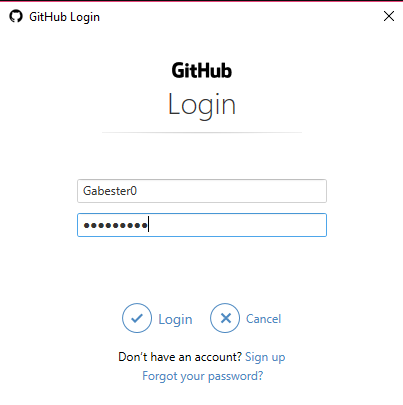 GitHub Login
GitHub
Login
Gabester0
●●●●●●●●●
Login Cancel
Don't have an account? Sign up
Forgot your password?